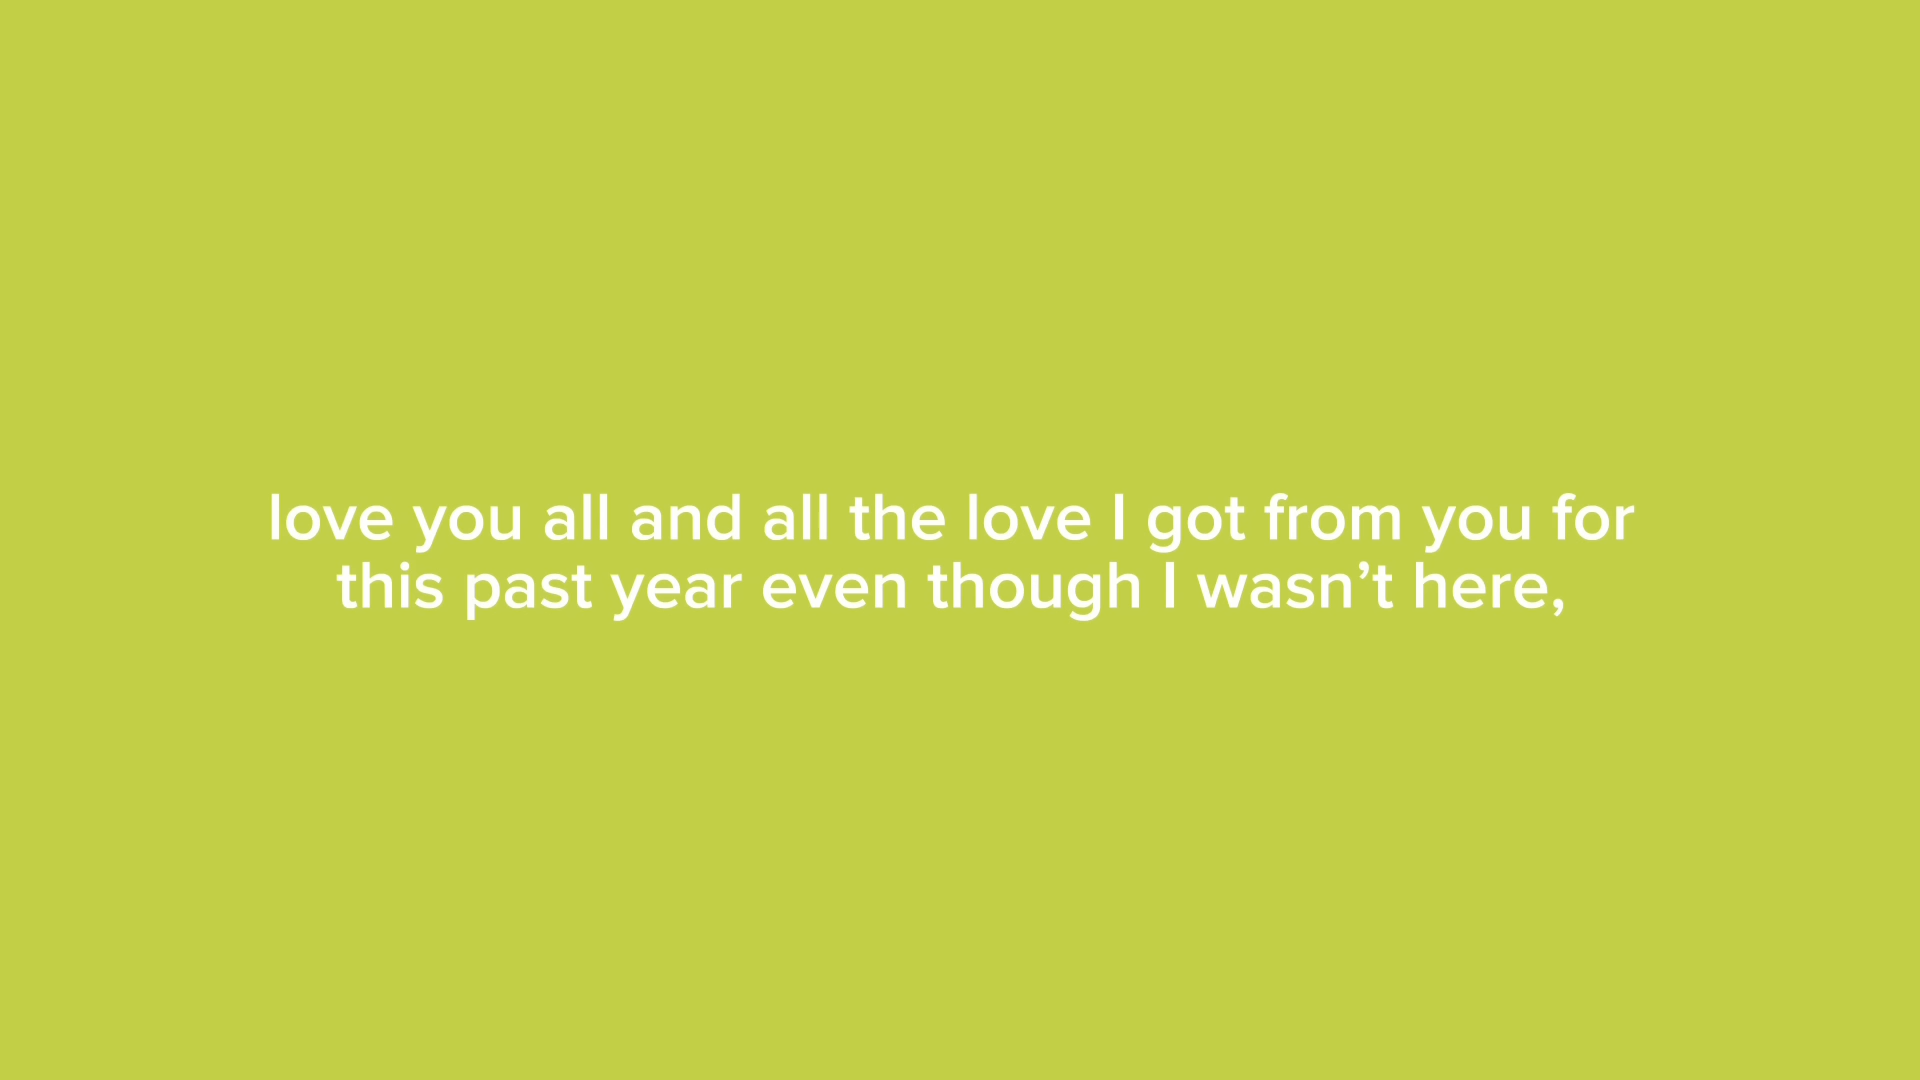 love you all and all the love I got from you for
this past year even though I wasn’t here,